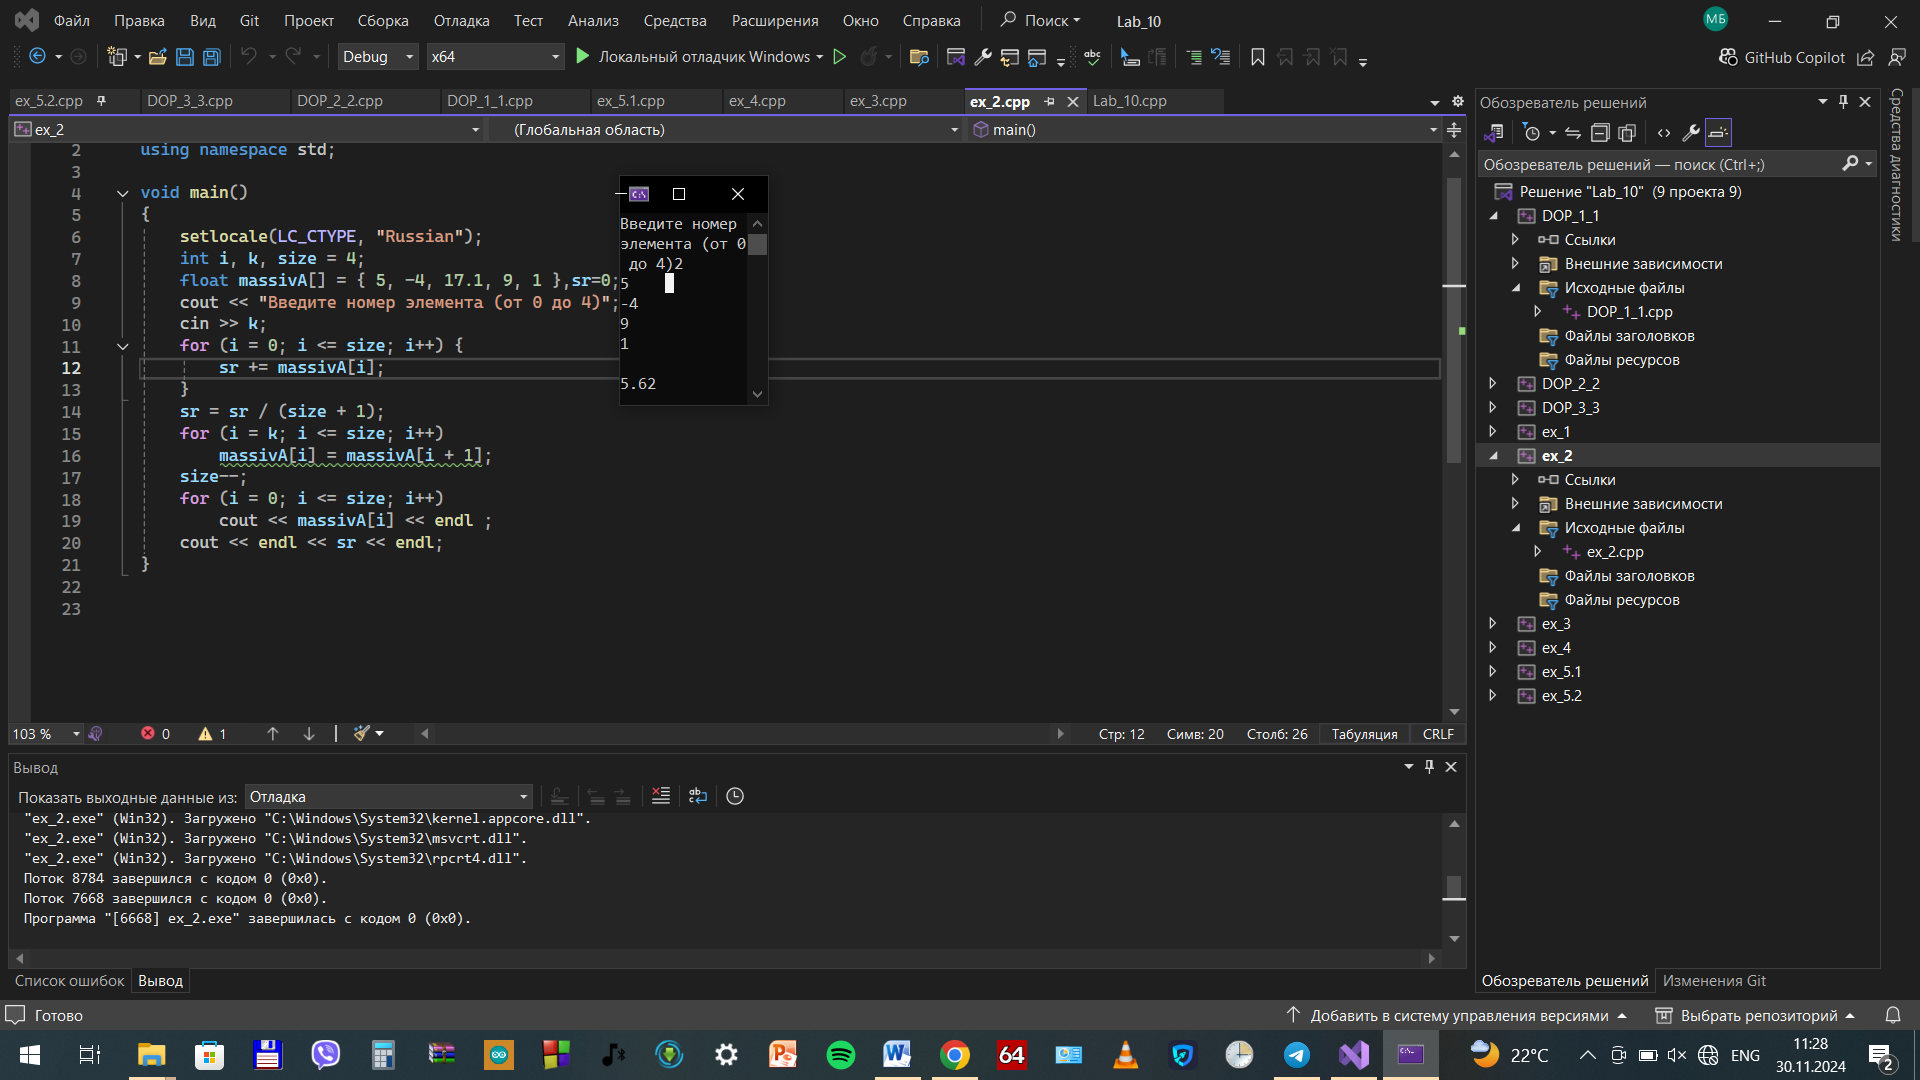 Файл Правка Вид Git Проект Сборка Отладка Тест Анализ Средства Расширения Окно Справка Поиск Lab_10 МБ
Debug x64 Локальный отладчик Windows abc GitHub Copilot
ex_5.2.cpp DOP_3_3.cpp DOP_2_2.cpp DOP_1_1.cpp ex_5.1.cpp ex_4.cpp ex_3.cpp ex_2.cpp Lab_10.cpp
ex_2 (Глобальная область) main()
2 using namespace std;
3
4 void main()
5 {
6 setlocale(LC_CTYPE, "Russian");
7 int i, k, size = 4;
8 float massivA[] = { 5, -4, 17.1, 9, 1 },sr=0;
9 cout << "Введите номер элемента (от 0 до 4)";
10 cin >> k;
11 for (i = 0; i <= size; i++) {
12 sr += massivA[i];
13 }
14 sr = sr / (size + 1);
15 for (i = k; i <= size; i++)
16 massivA[i] = massivA[i + 1];
17 size--;
18 for (i = 0; i <= size; i++)
19 cout << massivA[i] << endl ;
20 cout << endl << sr << endl;
21 }
22
23
C:\
Введите номер
элемента (от 0
до 4)2
5
-4
9
1
5.62
103 % 0 1 Стр: 12 Симв: 20 Столб: 26 Табуляция CRLF
Вывод
Показать выходные данные из: Отладка
"ex_2.exe" (Win32). Загружено "C:\Windows\System32\kernel.appcore.dll".
"ex_2.exe" (Win32). Загружено "C:\Windows\System32\msvcrt.dll".
"ex_2.exe" (Win32). Загружено "C:\Windows\System32\rpcrt4.dll".
Поток 8784 завершился с кодом 0 (0x0).
Поток 7668 завершился с кодом 0 (0x0).
Программа "[6668] ex_2.exe" завершилась с кодом 0 (0x0).
Список ошибок Вывод
Обозреватель решений
Обозреватель решений — поиск (Ctrl+;)
Решение "Lab_10" (9 проекта 9)
DOP_1_1
Ссылки
Внешние зависимости
Исходные файлы
DOP_1_1.cpp
Файлы заголовков
Файлы ресурсов
DOP_2_2
DOP_3_3
ex_1
ex_2
Ссылки
Внешние зависимости
Исходные файлы
ex_2.cpp
Файлы заголовков
Файлы ресурсов
ex_3
ex_4
ex_5.1
ex_5.2
Обозреватель решений Изменения Git
Средства диагностики
Готово Добавить в систему управления версиями Выбрать репозиторий
64 22°C ENG 11:28
30.11.2024 2